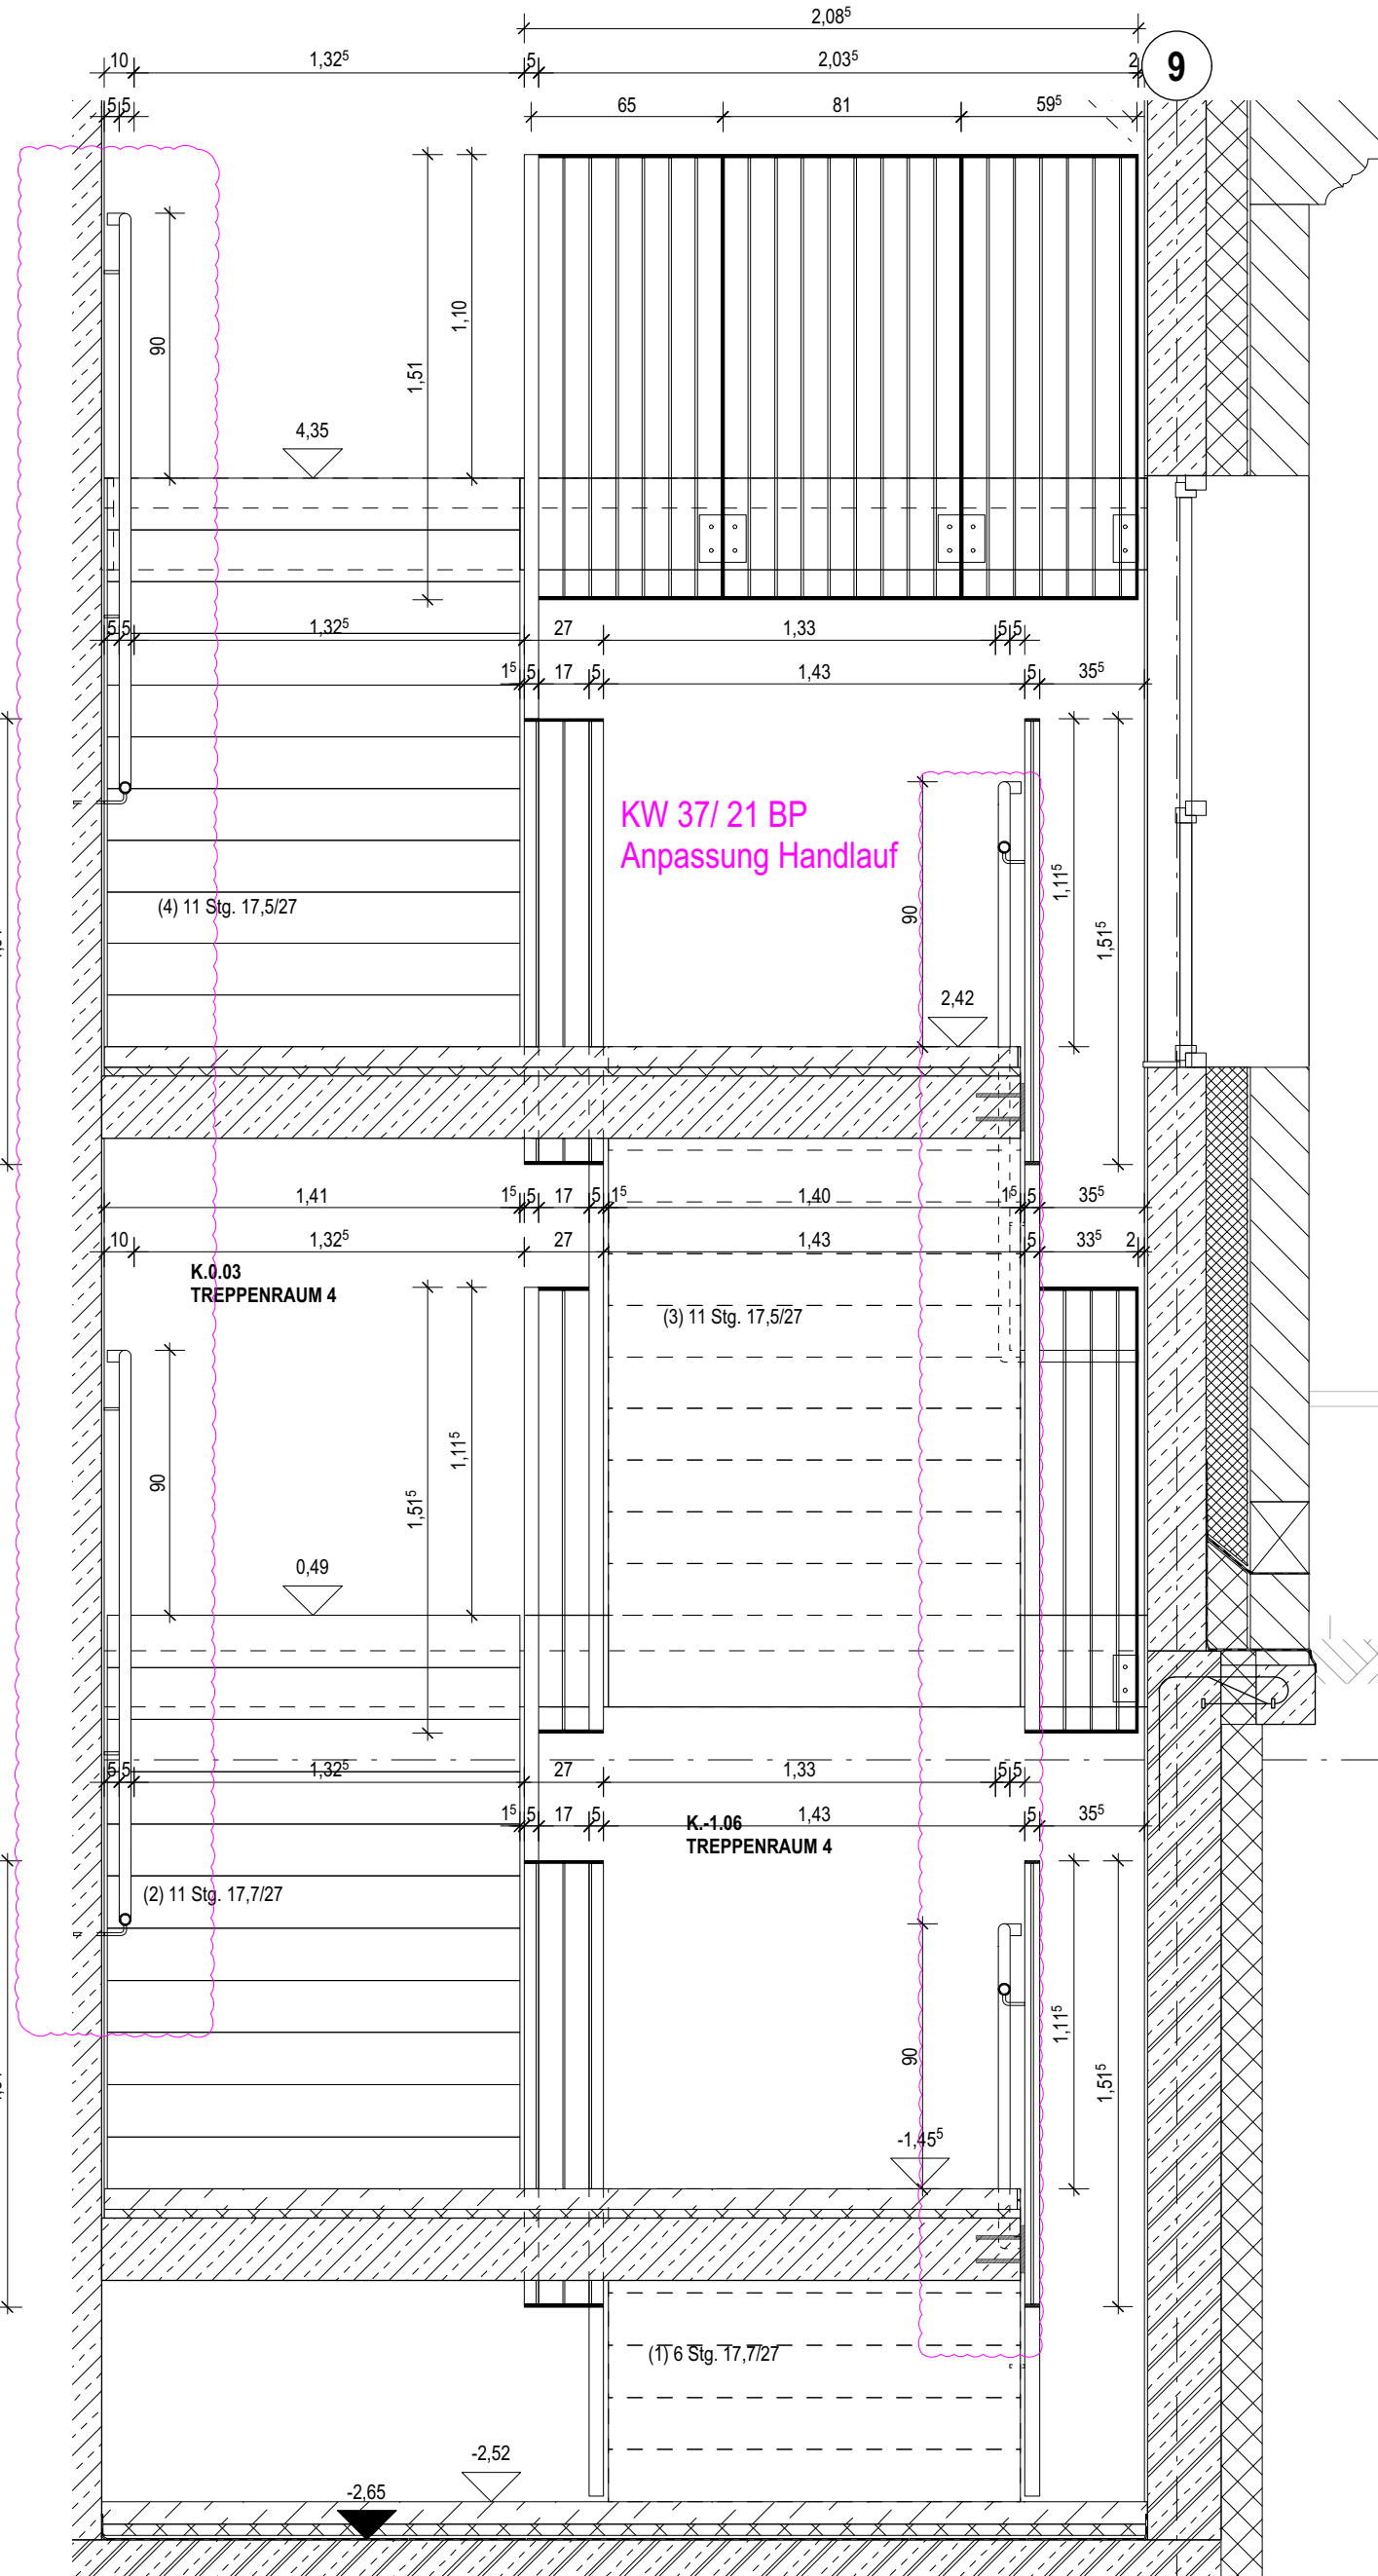 2,08⁵
10 1,32⁵ 5 2,03⁵ 2 9
5 5 65 81 59⁵
90 1,51 1,10
4,35
5 5 1,32⁵ 27 1,33 5 5
1⁵ 5 17 5 1,43 5 35⁵
KW 37/ 21 BP
Anpassung Handlauf
90 1,11⁵ 1,51⁵
(4) 11 Stg. 17,5/27
2,42
1,41 1⁵ 5 17 5 1⁵ 1,40 1⁵ 5 35⁵
10 1,32⁵ 27 1,43 5 33⁵ 2
K.0.03
TREPPENRAUM 4
(3) 11 Stg. 17,5/27
90 1,51⁵ 1,11⁵
0,49
5 5 1,32⁵ 27 1,33 5 5
1⁵ 5 17 5 1,43 5 35⁵
K.-1.06
TREPPENRAUM 4
(2) 11 Stg. 17,7/27
90 1,11⁵ 1,51⁵
-1,45⁵
(1) 6 Stg. 17,7/27
-2,52
-2,65